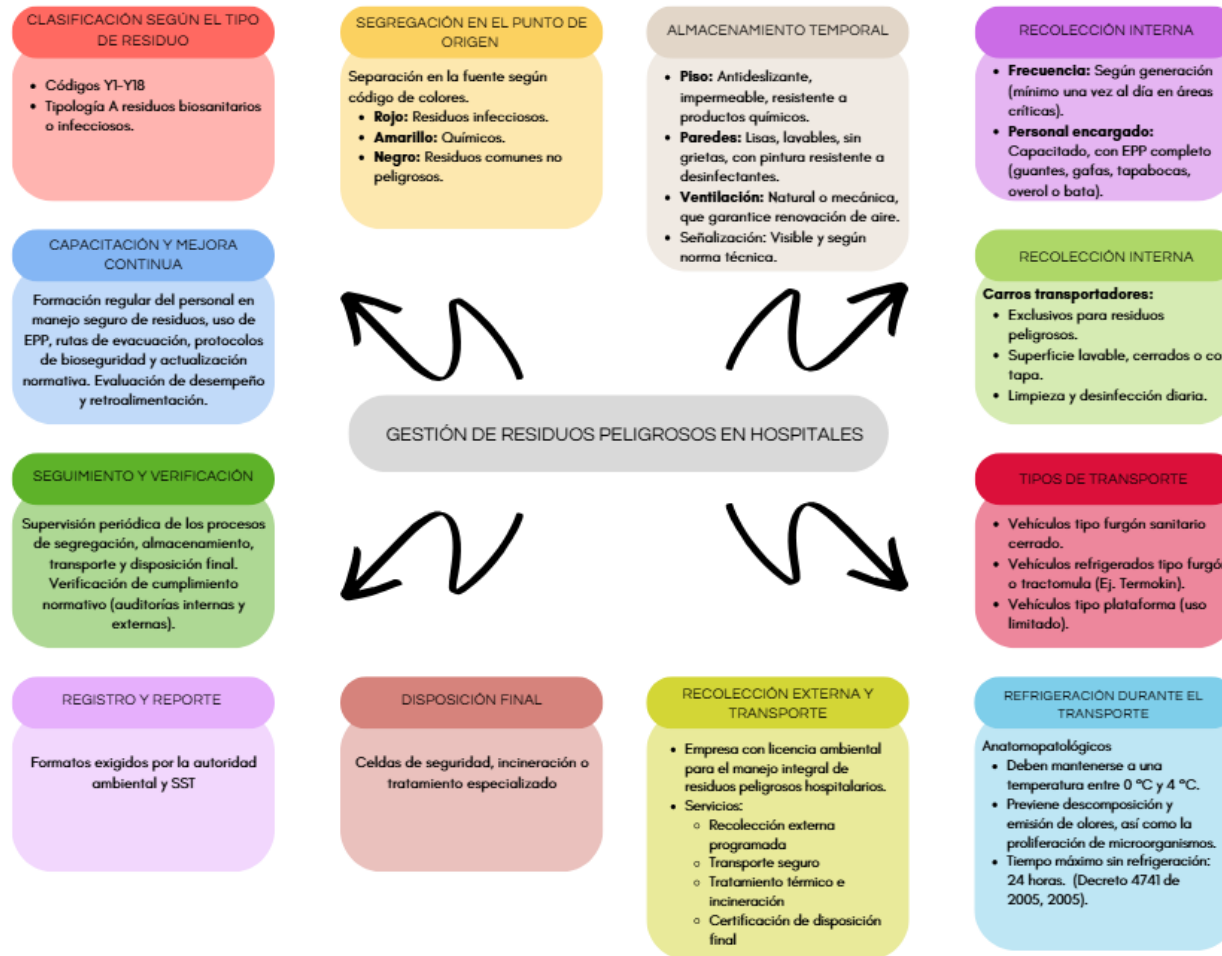 CLASIFICACIÓN SEGÚN EL TIPO
DE RESIDUO
• Códigos Y1-Y18
• Tipología A residuos biosanitarios
o infecciosos.
SEGREGACIÓN EN EL PUNTO DE
ORIGEN
Separación en la fuente según
código de colores.
• Rojo: Residuos infecciosos.
• Amarillo: Químicos.
• Negro: Residuos comunes no
peligrosos.
ALMACENAMIENTO TEMPORAL
• Piso: Antideslizante,
impermeable, resistente a
productos químicos.
• Paredes: Lisas, lavables, sin
grietas, con pintura resistente a
desinfectantes.
• Ventilación: Natural o mecánica,
que garantice renovación de aire.
• Señalización: Visible y según
norma técnica.
RECOLECCIÓN INTERNA
• Frecuencia: Según generación
(mínimo una vez al día en áreas
críticas).
• Personal encargado:
Capacitado, con EPP completo
(guantes, gafas, tapabocas,
overol o bata).
CAPACITACIÓN Y MEJORA
CONTINUA
Formación regular del personal en
manejo seguro de residuos, uso de
EPP, rutas de evacuación, protocolos
de bioseguridad y actualización
normativa. Evaluación de desempeño
y retroalimentación.
RECOLECCIÓN INTERNA
Carros transportadores:
• Exclusivos para residuos
peligrosos.
• Superficie lavable, cerrados o co
tapa.
• Limpieza y desinfección diaria.
GESTIÓN DE RESIDUOS PELIGROSOS EN HOSPITALES
SEGUIMIENTO Y VERIFICACIÓN
Supervisión periódica de los procesos
de segregación, almacenamiento,
transporte y disposición final.
Verificación de cumplimiento
normativo (auditorías internas y
externas).
TIPOS DE TRANSPORTE
• Vehículos tipo furgón sanitario
cerrado.
• Vehículos refrigerados tipo furgón
o tractomula (Ej. Termokin).
• Vehículos tipo plataforma (uso
limitado).
REGISTRO Y REPORTE
Formatos exigidos por la autoridad
ambiental y SST
DISPOSICIÓN FINAL
Celdas de seguridad, incineración o
tratamiento especializado
RECOLECCIÓN EXTERNA Y
TRANSPORTE
• Empresa con licencia ambiental
para el manejo integral de
residuos peligrosos hospitalarios.
• Servicios:
○ Recolección externa
programada
○ Transporte seguro
○ Tratamiento térmico e
incineración
○ Certificación de disposición
final
REFRIGERACIÓN DURANTE EL
TRANSPORTE
Anatomopatológicos
• Deben mantenerse a una
temperatura entre 0 °C y 4 °C.
• Previene descomposición y
emisión de olores, así como la
proliferación de microorganismos.
• Tiempo máximo sin refrigeración:
24 horas. (Decreto 4741 de
2005, 2005).